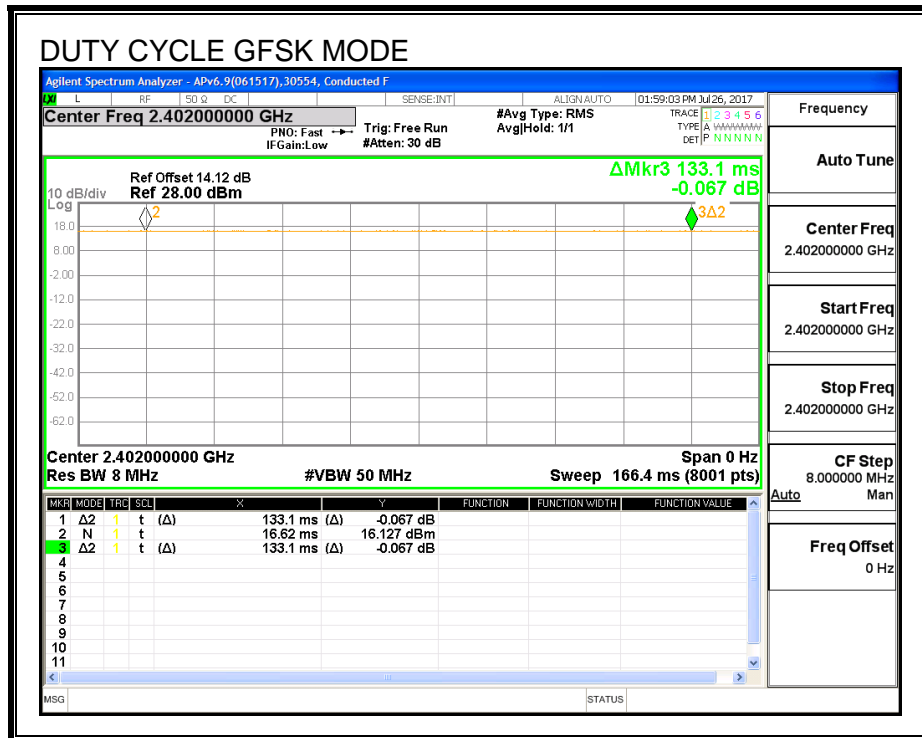 DUTY CYCLE GFSK MODE
Agilent Spectrum Analyzer - APv6.9(061517),30554, Conducted F
LXI L RF 50 Ω DC SENSE:INT ALIGNAUTO 01:59:03 PM Jul 26, 2017
Center Freq 2.402000000 GHz
PNO: Fast
IFGain:Low
Trig: Free Run
#Atten: 30 dB
#Avg Type: RMS
Avg|Hold: 1/1
TRACE 1 2 3 4 5 6
TYPE A WWWWW
DET P N N N N N
ΔMkr3 133.1 ms
-0.067 dB
Ref Offset 14.12 dB
10 dB/div Ref 28.00 dBm
Log
2
3Δ2
18.0
8.00
-2.00
-12.0
-22.0
-32.0
-42.0
-52.0
-62.0
Center 2.402000000 GHz Span 0 Hz
Res BW 8 MHz #VBW 50 MHz Sweep 166.4 ms (8001 pts)
MKR MODE TRC SCL X Y FUNCTION FUNCTION WIDTH FUNCTION VALUE
1 Δ2 1 t (Δ) 133.1 ms (Δ) -0.067 dB
2 N 1 t 16.62 ms 16.127 dBm
3 Δ2 1 t (Δ) 133.1 ms (Δ) -0.067 dB
4
5
6
7
8
9
10
11
MSG STATUS
Frequency
Auto Tune
Center Freq
2.402000000 GHz
Start Freq
2.402000000 GHz
Stop Freq
2.402000000 GHz
CF Step
8.000000 MHz
Auto Man
Freq Offset
0 Hz